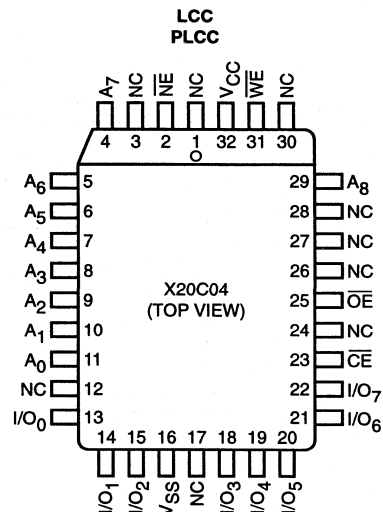 LCC
PLCC
A7 NC NE NC VCC WE NC
4 3 2 1 32 31 30
A6 5 29 A8
A5 6 28 NC
A4 7 27 NC
A3 8 26 NC
A2 9 25 OE
A1 10 24 NC
A0 11 23 CE
NC 12 22 I/O7
I/O0 13 21 I/O6
X20C04
(TOP VIEW)
14 15 16 17 18 19 20
I/O1 I/O2 VSS NC I/O3 I/O4 I/O5